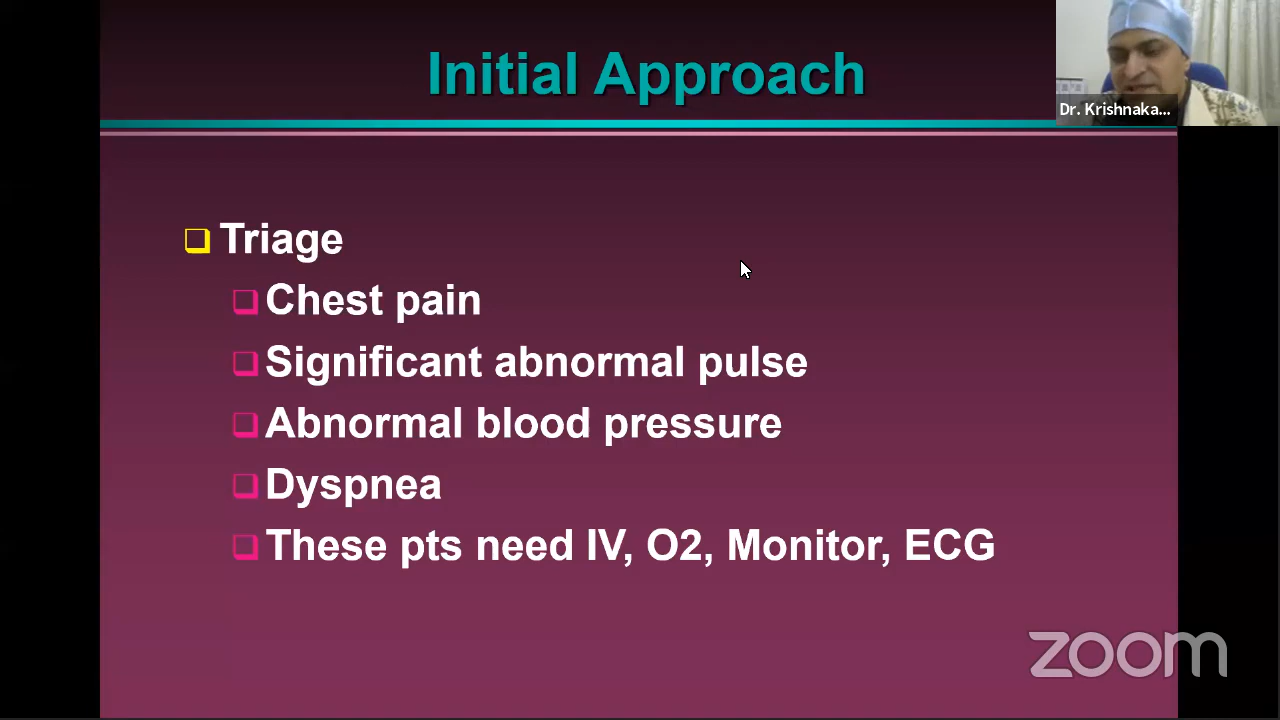 Initial Approach
Dr. Krishnaka...
Triage
Chest pain
Significant abnormal pulse
Abnormal blood pressure
Dyspnea
These pts need IV, O2, Monitor, ECG
zoom